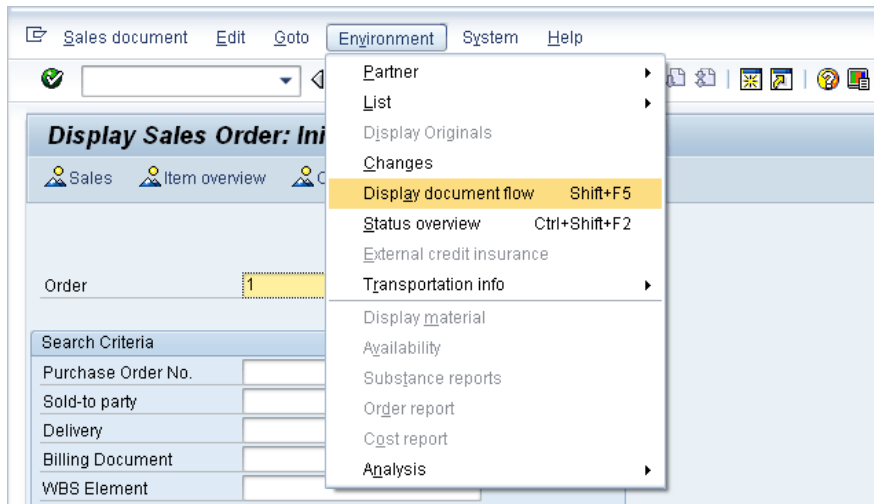 Sales document Edit Goto Environment System Help
Display Sales Order: Ini
Sales Item overview
Order 1
Search Criteria
Purchase Order No.
Sold-to party
Delivery
Billing Document
WBS Element
Partner
List
Display Originals
Changes
Display document flow Shift+F5
Status overview Ctrl+Shift+F2
External credit insurance
Transportation info
Display material
Availability
Substance reports
Order report
Cost report
Analysis